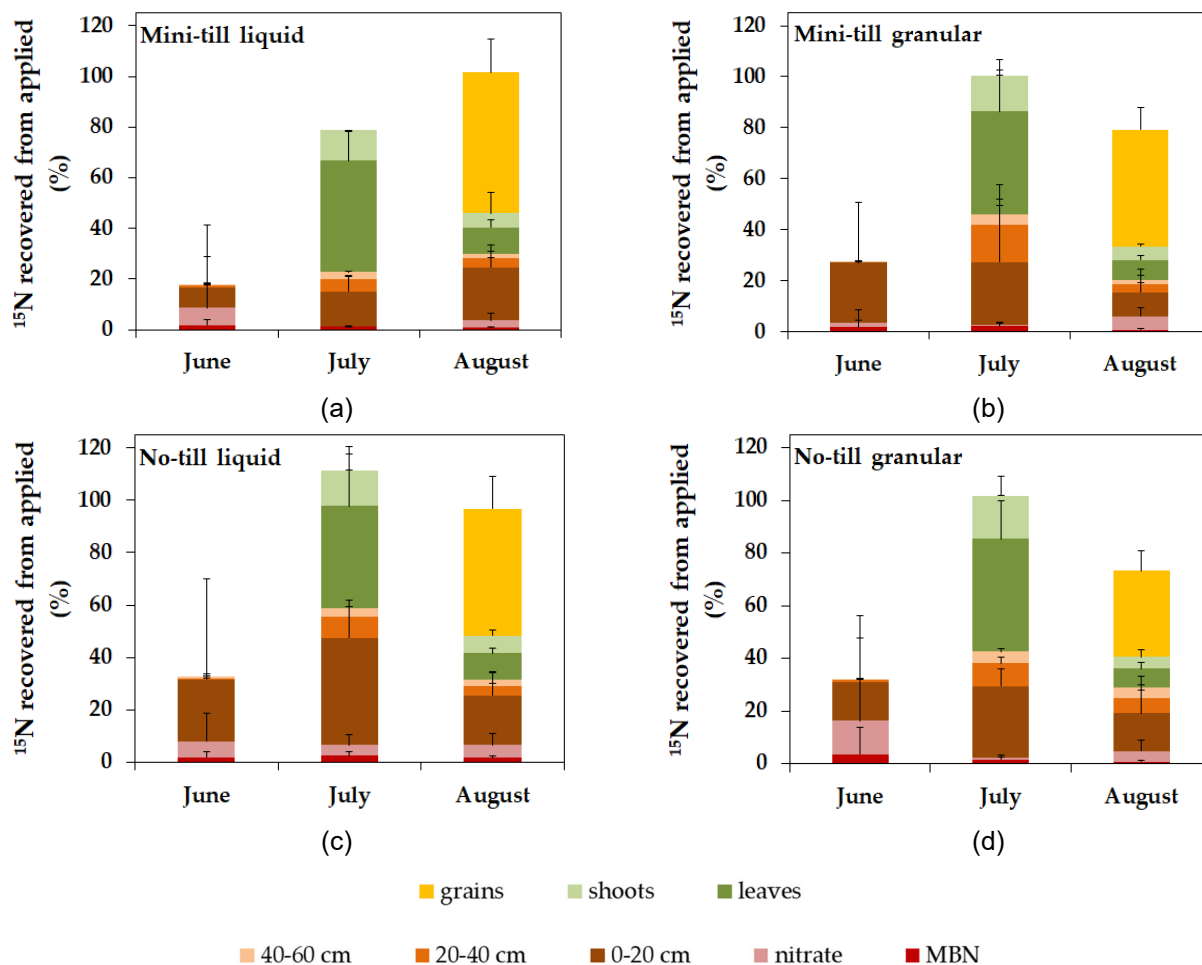 Mini-till liquid
¹⁵N recovered from applied
(%)
120
100
80
60
40
20
0
June
July
August
(a)
Mini-till granular
¹⁵N recovered from applied
(%)
120
100
80
60
40
20
0
June
July
August
(b)
No-till liquid
¹⁵N recovered from applied
(%)
120
100
80
60
40
20
0
June
July
August
(c)
No-till granular
¹⁵N recovered from applied
(%)
120
100
80
60
40
20
0
June
July
August
(d)
grains shoots leaves
40-60 cm 20-40 cm 0-20 cm nitrate MBN